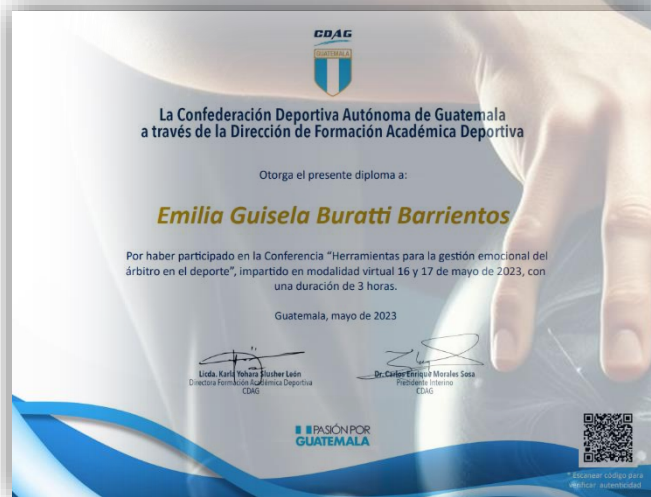 CDAG
GUATEMALA
La Confederación Deportiva Autónoma de Guatemala
a través de la Dirección de Formación Académica Deportiva
Otorga el presente diploma a:
Emilia Guisela Buratti Barrientos
Por haber participado en la Conferencia "Herramientas para la gestión emocional del
árbitro en el deporte", impartido en modalidad virtual 16 y 17 de mayo de 2023, con
una duración de 3 horas.
Guatemala, mayo de 2023
Licda. Karla Yohara Slusher León
Directora Formación Académica Deportiva
CDAG
Dr. Carlos Enrique Morales Sosa
Presidente Interino
CDAG
PASIÓN POR
GUATEMALA
* Escanear código para
verificar autenticidad